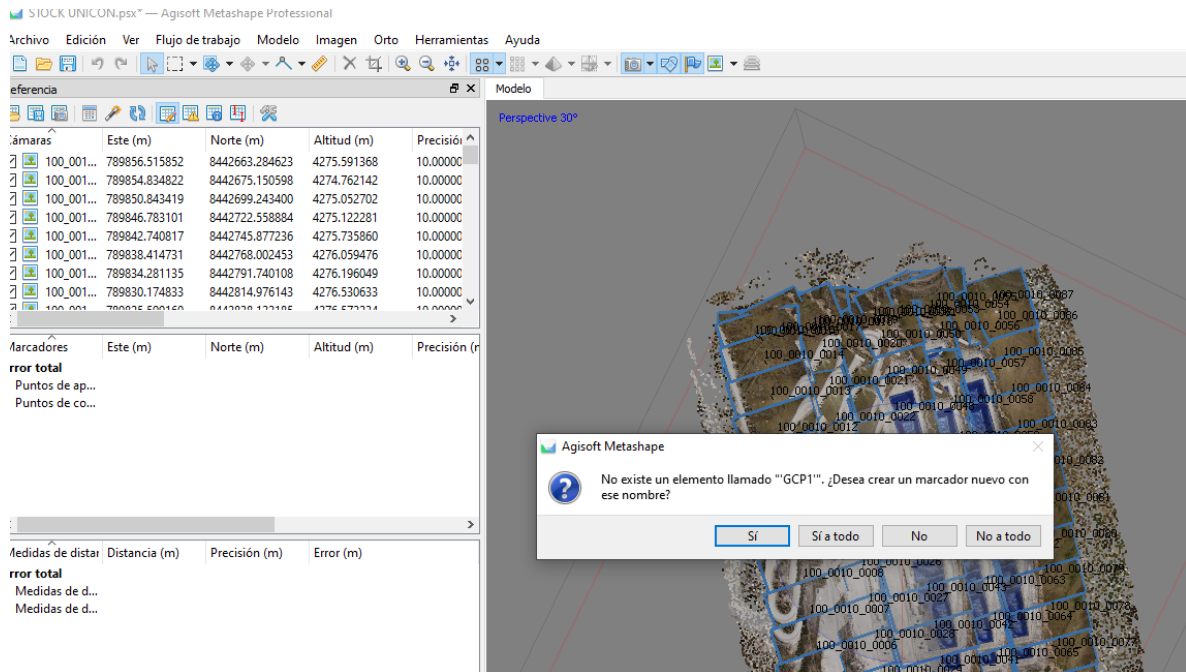 STOCK UNICON.psx* — Agisoft Metashape Professional
Archivo Edición Ver Flujo de trabajo Modelo Imagen Orto Herramientas Ayuda
eferencia
Modelo
Perspective 30°
Cámaras Este (m) Norte (m) Altitud (m) Precisión
100_001... 789856.515852 8442663.284623 4275.591368 10.00000
100_001... 789854.834822 8442675.150598 4274.762142 10.00000
100_001... 789850.843419 8442699.243400 4275.052702 10.00000
100_001... 789846.783101 8442722.558884 4275.122281 10.00000
100_001... 789842.740817 8442745.877236 4275.735860 10.00000
100_001... 789838.414731 8442768.002453 4276.059476 10.00000
100_001... 789834.281135 8442791.740108 4276.196049 10.00000
100_001... 789830.174833 8442814.976143 4276.530633 10.00000
Marcadores Este (m) Norte (m) Altitud (m) Precisión (m
rror total
Puntos de ap...
Puntos de co...
Medidas de distar Distancia (m) Precisión (m) Error (m)
rror total
Medidas de d...
Medidas de d...
100_0010_0087
100_0010_0086
100_0010_0056
100_0010_0085
100_0010_0014
100_0010_0057
100_0010_0021
100_0010_0084
100_0010_0013
100_0010_0058
100_0010_0022
100_0010_0083
100_0010_0012
Agisoft Metashape
No existe un elemento llamado "'GCP1'". ¿Desea crear un marcador nuevo con
ese nombre?
Sí Sí a todo No No a todo
100_0010_0008
100_0010_0063
100_0010_0027
100_0010_0007
100_0010_0064
100_0010_0028
100_0010_0006
100_0010_0065